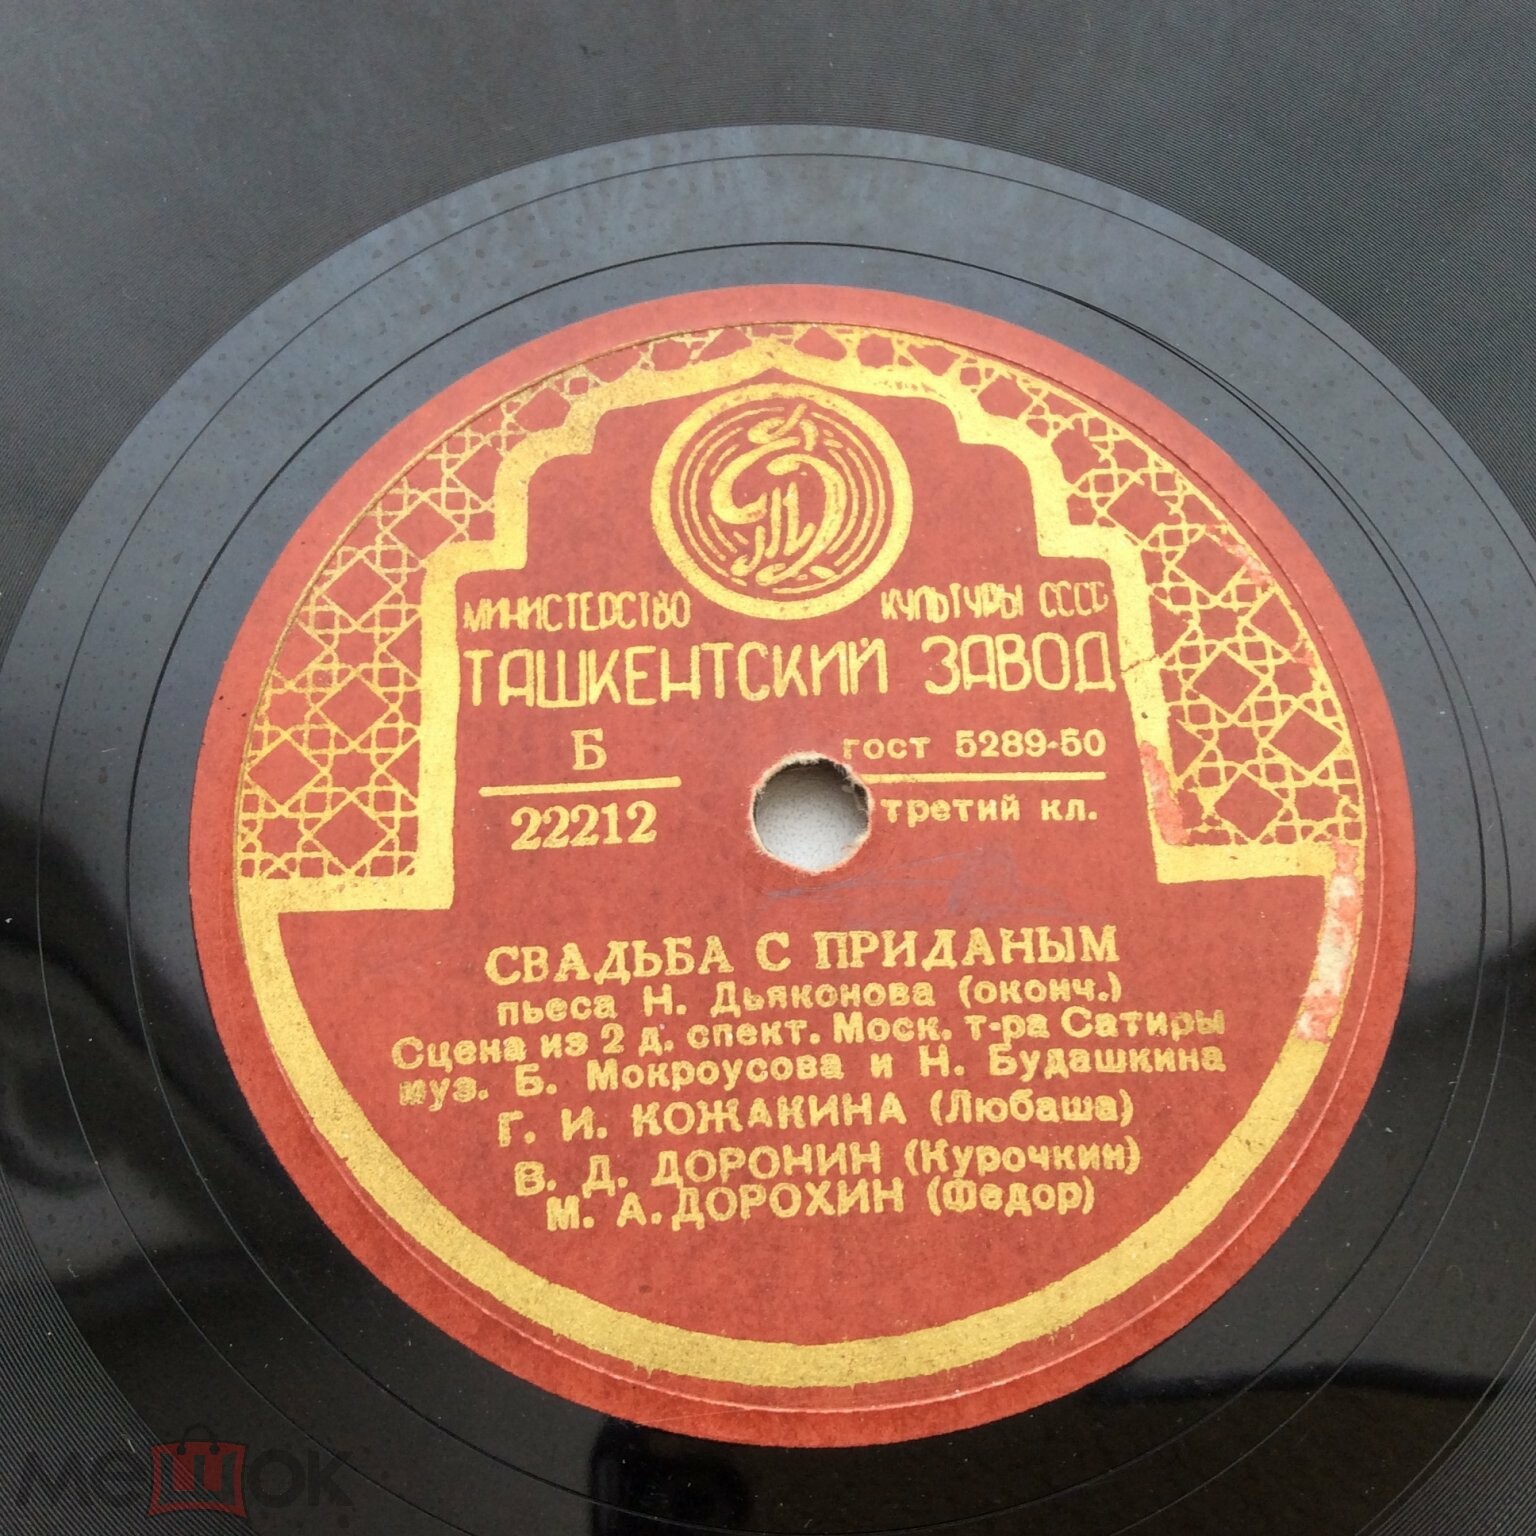 МИНИСТЕРСТВО КУЛЬТУРЫ СССР
ТАШКЕНТСКИЙ ЗАВОД
Б
22212
гост 5289-50
третий кл.
СВАДЬБА С ПРИДАНЫМ
пьеса Н. Дьяконова (оконч.)
Сцена из 2 д. спект. Моск. т-ра Сатиры
муз. Б. Мокроусова и Н. Будашкина
Г. И. КОЖАКИНА (Любаша)
В. Д. ДОРОНИН (Курочкин)
М. А. ДОРОХИН (Федор)
мешок